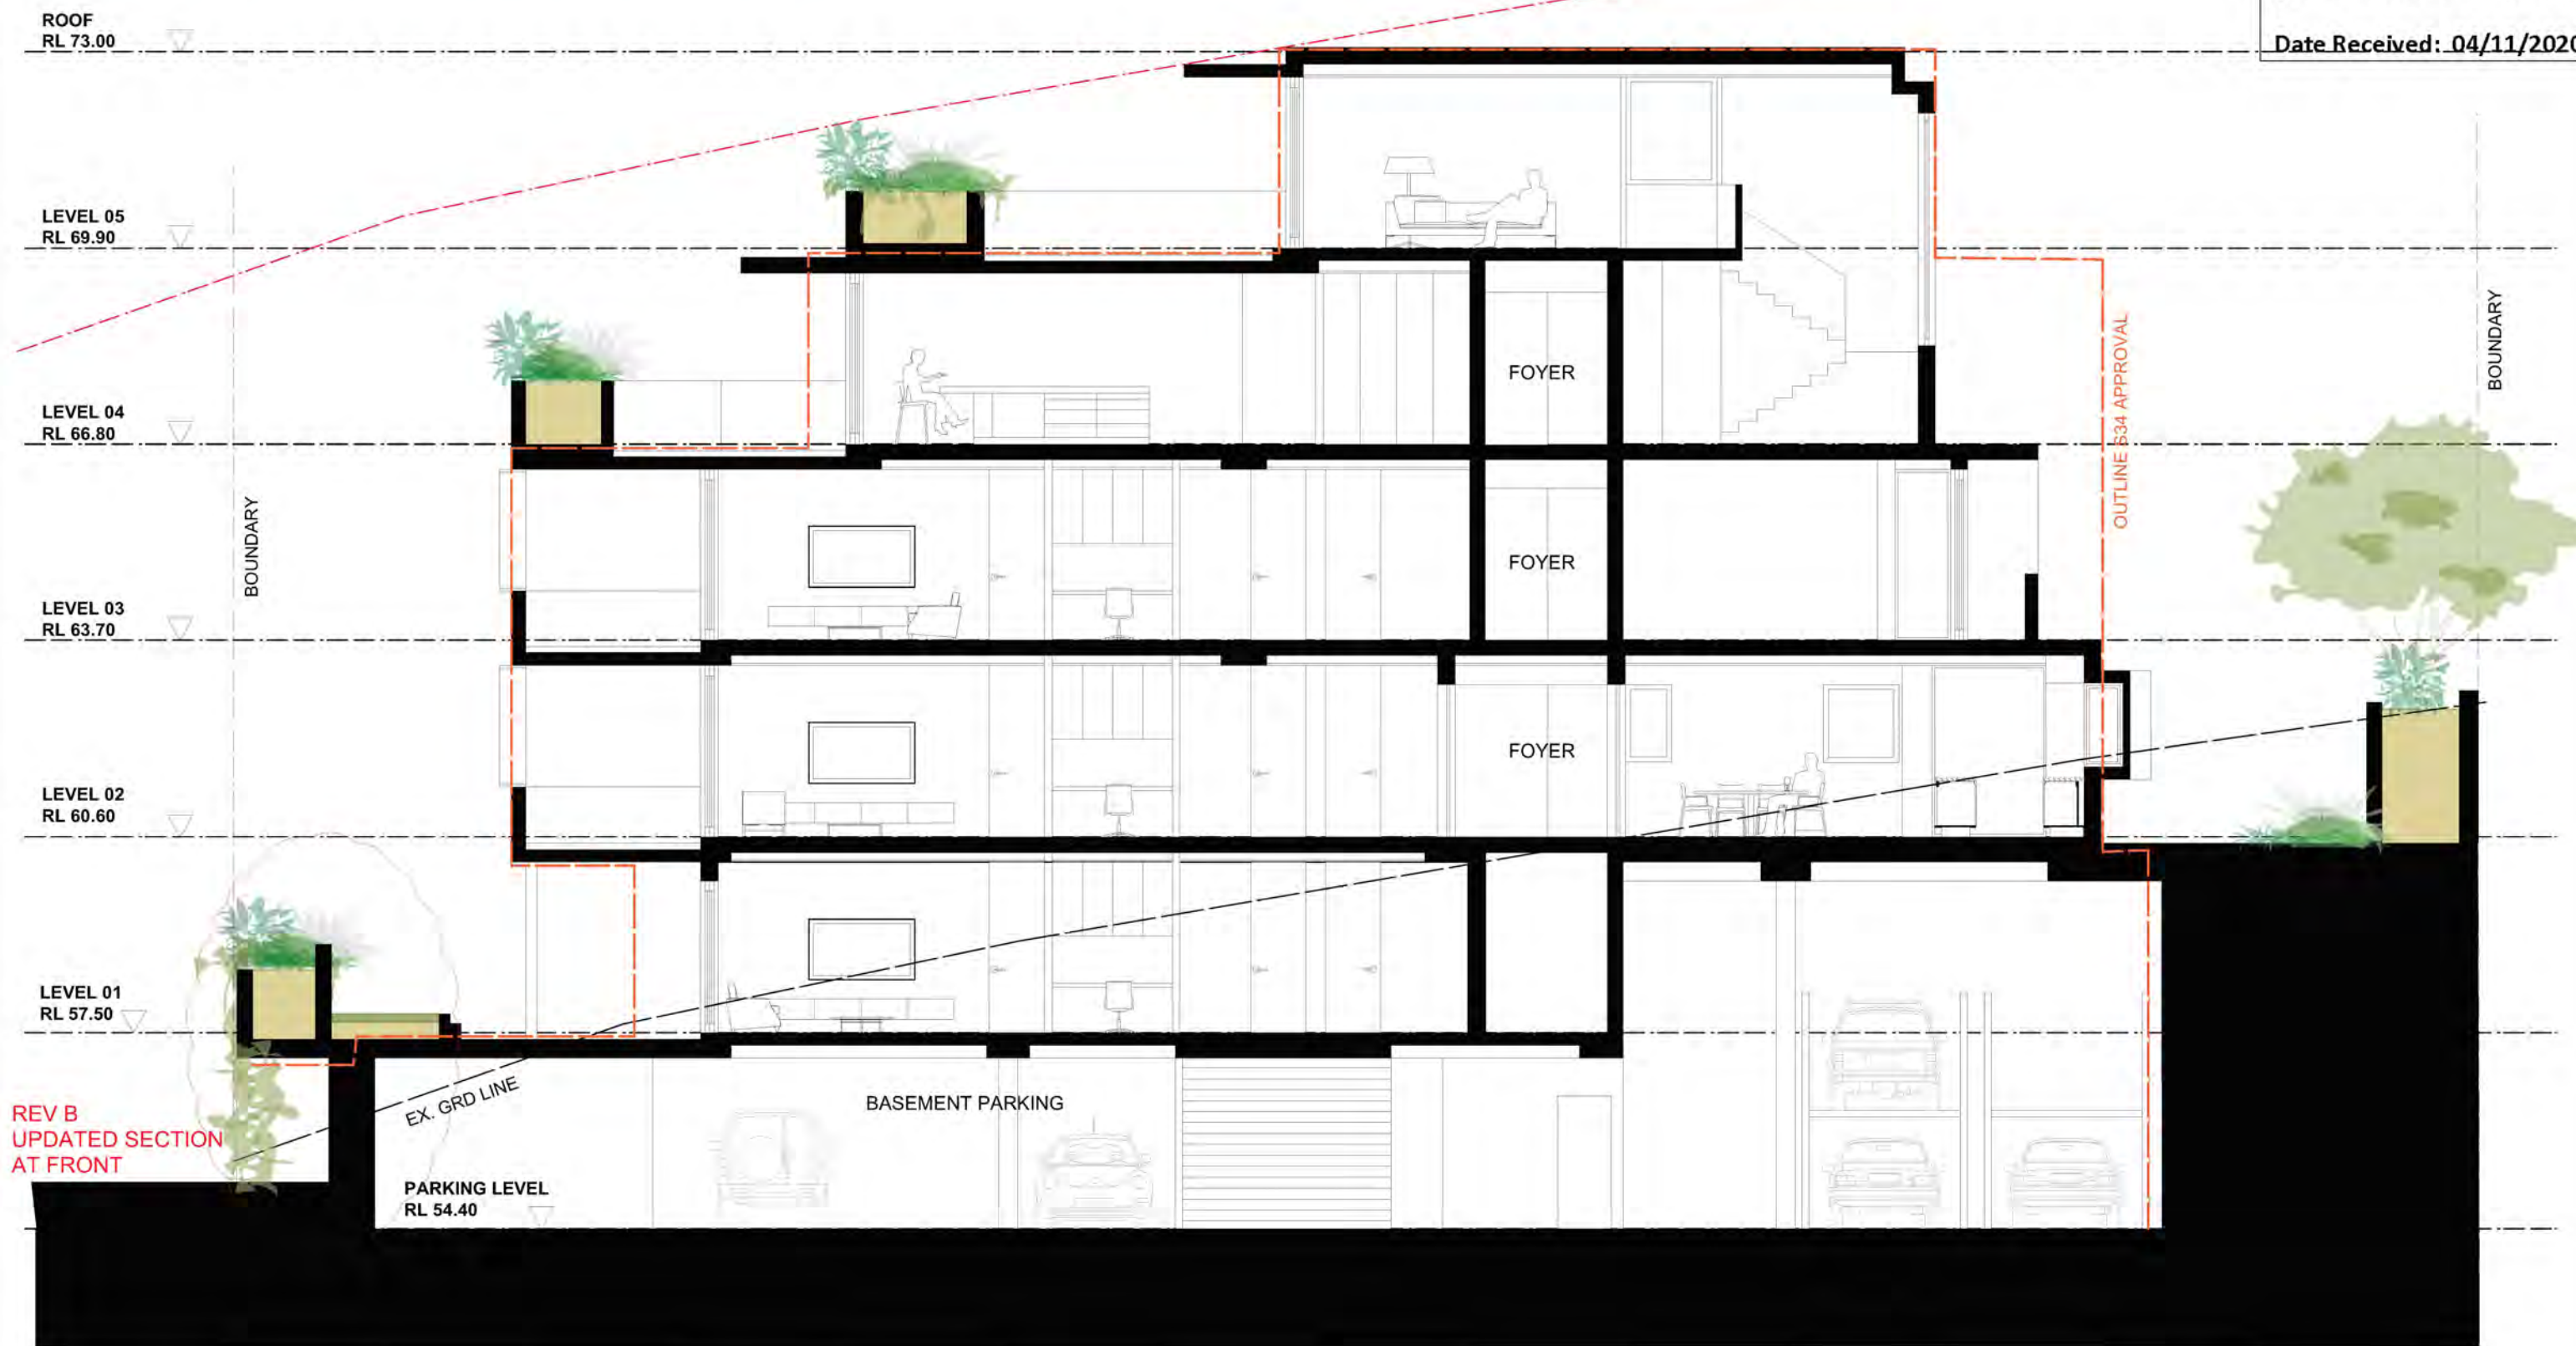 ROOF
RL 73.00
Date Received: 04/11/2020
LEVEL 05
RL 69.90
LEVEL 04
RL 66.80
FOYER
OUTLINE S34 APPROVAL
BOUNDARY
BOUNDARY
FOYER
LEVEL 03
RL 63.70
FOYER
LEVEL 02
RL 60.60
LEVEL 01
RL 57.50
REV B
UPDATED SECTION
AT FRONT
EX. GRD LINE
BASEMENT PARKING
PARKING LEVEL
RL 54.40